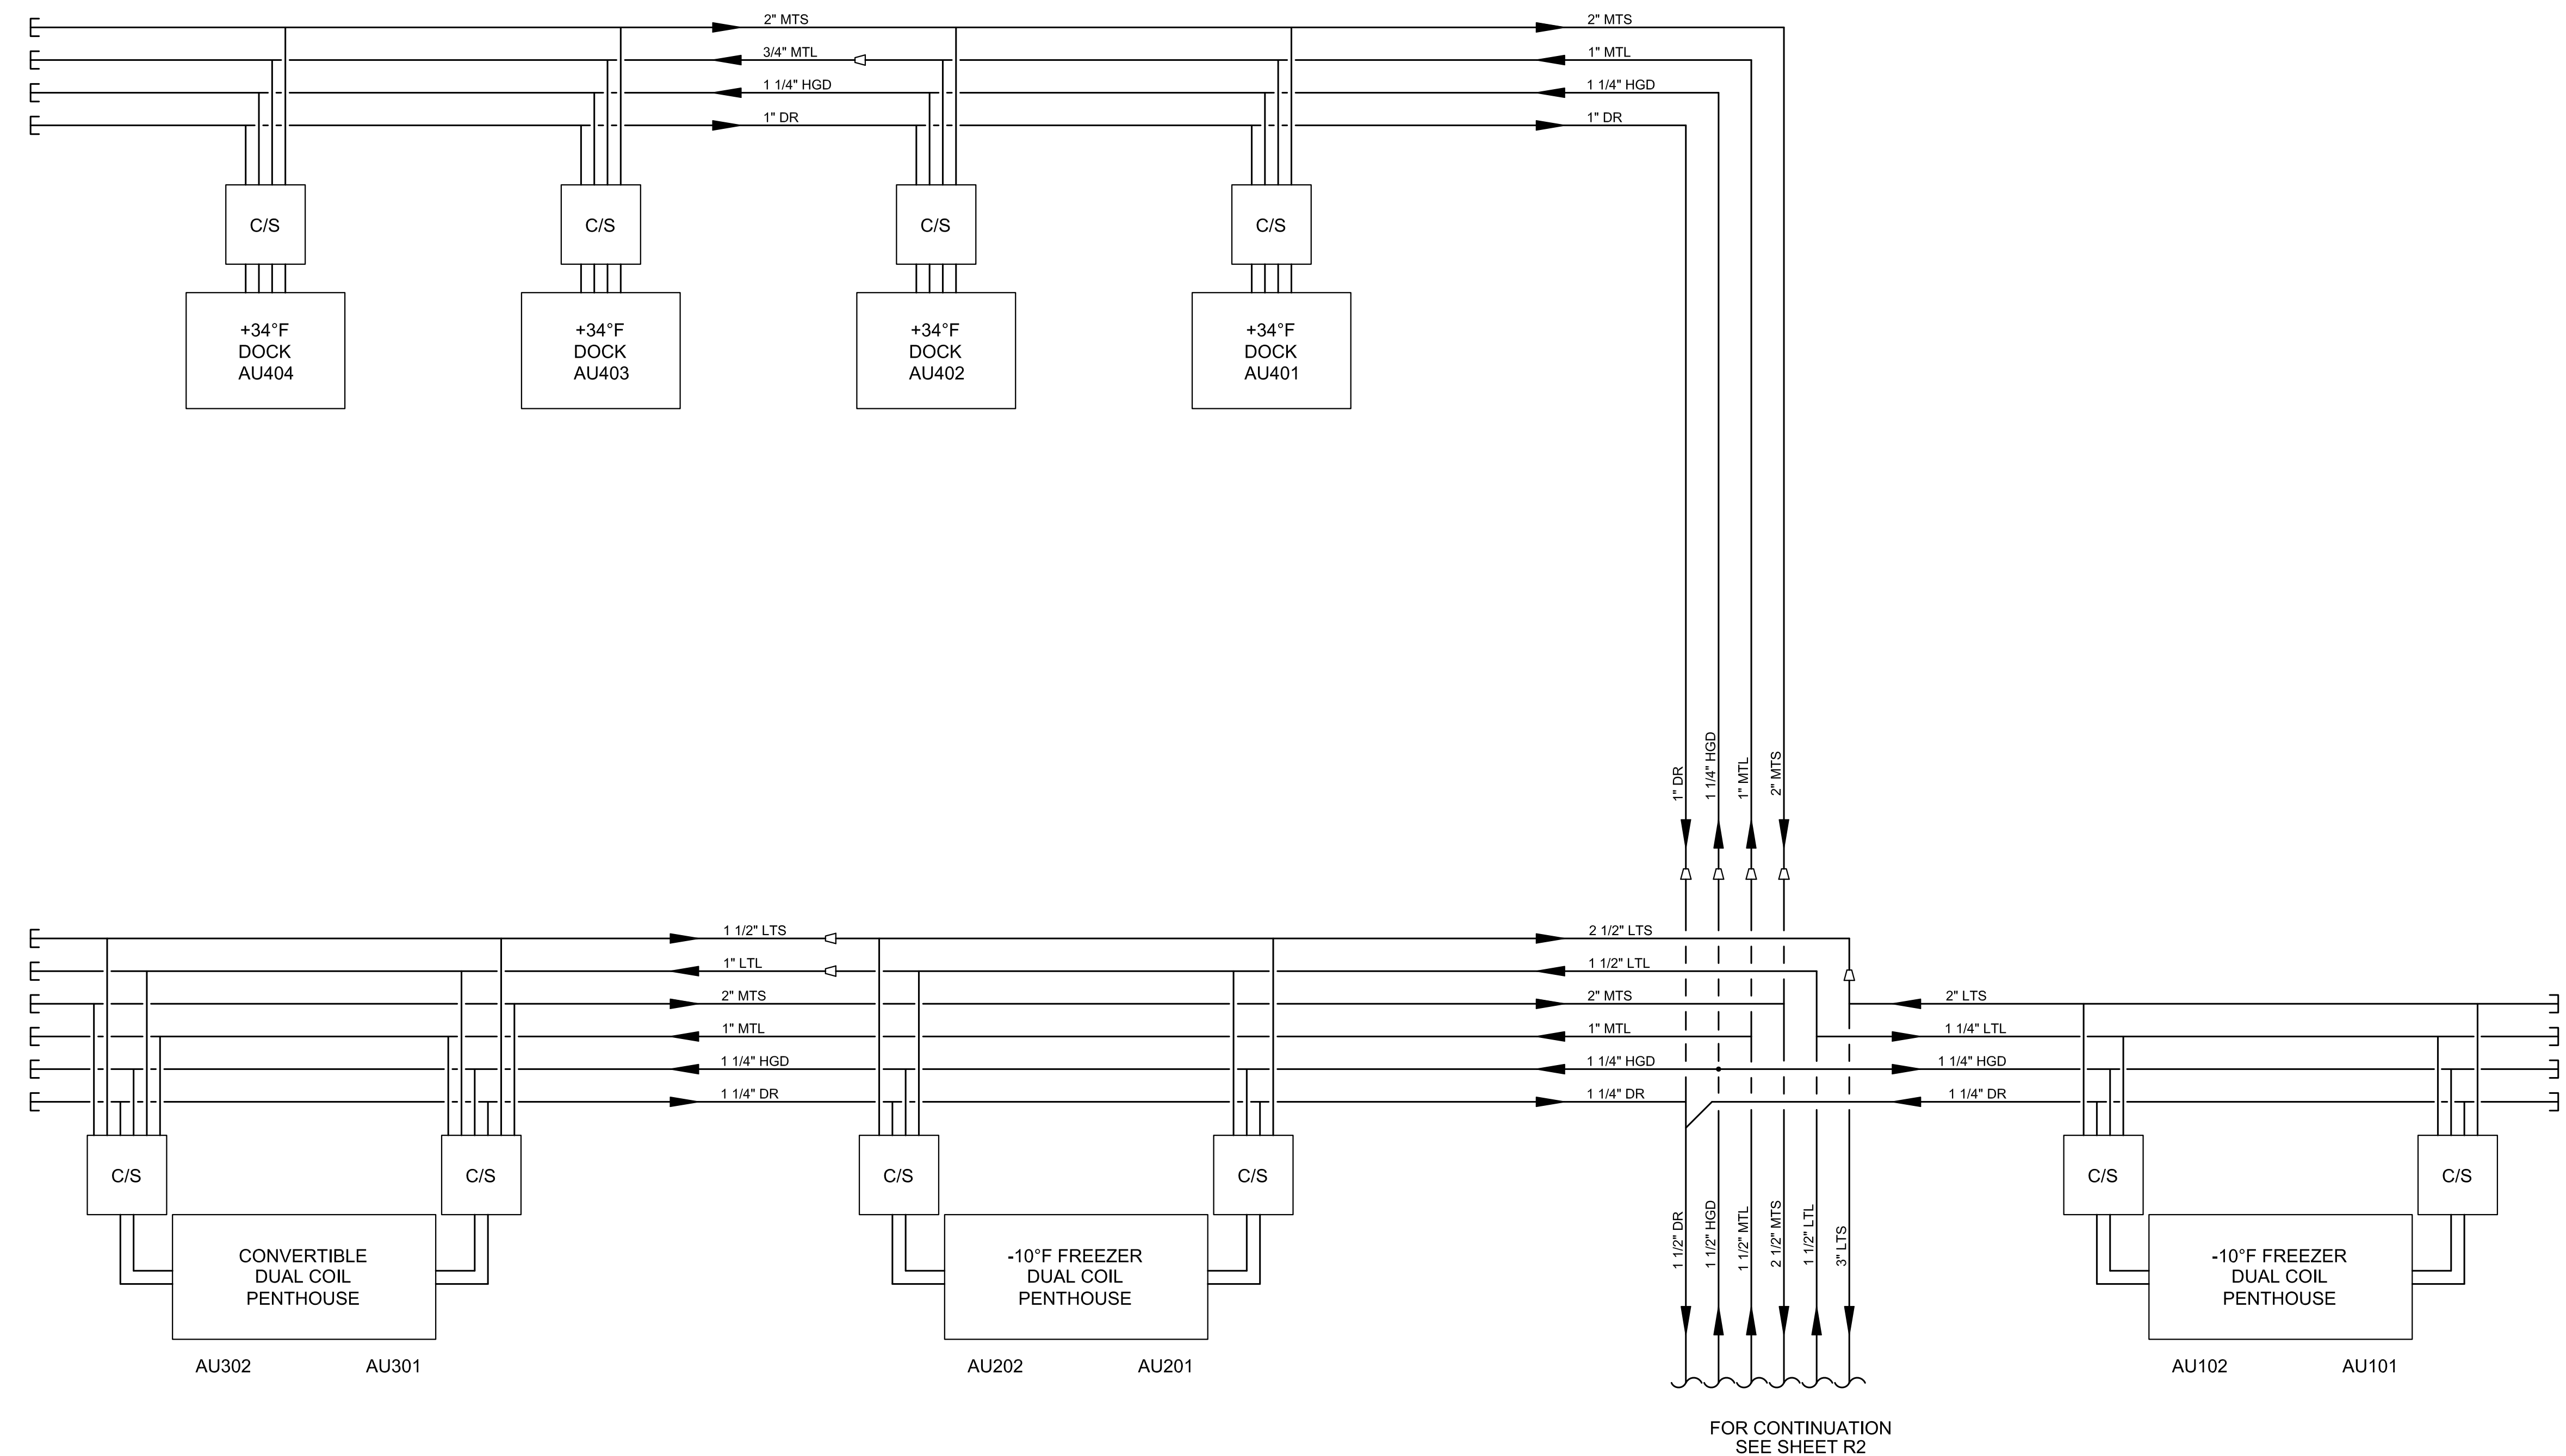 2" MTS
2" MTS
3/4" MTL
1" MTL
1 1/4" HGD
1 1/4" HGD
1" DR
1" DR
C/S
C/S
C/S
C/S
+34°F
DOCK
AU404
+34°F
DOCK
AU403
+34°F
DOCK
AU402
+34°F
DOCK
AU401
1" DR
1 1/4" HGD
1" MTL
2" MTS
1 1/2" LTS
2 1/2" LTS
1" LTL
1 1/2" LTL
2" MTS
2" MTS
2" LTS
1" MTL
1" MTL
1 1/4" LTL
1 1/4" HGD
1 1/4" HGD
1 1/4" HGD
1 1/4" DR
1 1/4" DR
1 1/4" DR
C/S
C/S
C/S
C/S
C/S
C/S
1 1/2" DR
1 1/2" HGD
1 1/2" MTL
2 1/2" MTS
1 1/2" LTL
3" LTS
CONVERTIBLE
DUAL COIL
PENTHOUSE
-10°F FREEZER
DUAL COIL
PENTHOUSE
-10°F FREEZER
DUAL COIL
PENTHOUSE
AU302
AU301
AU202
AU201
AU102
AU101
FOR CONTINUATION
SEE SHEET R2